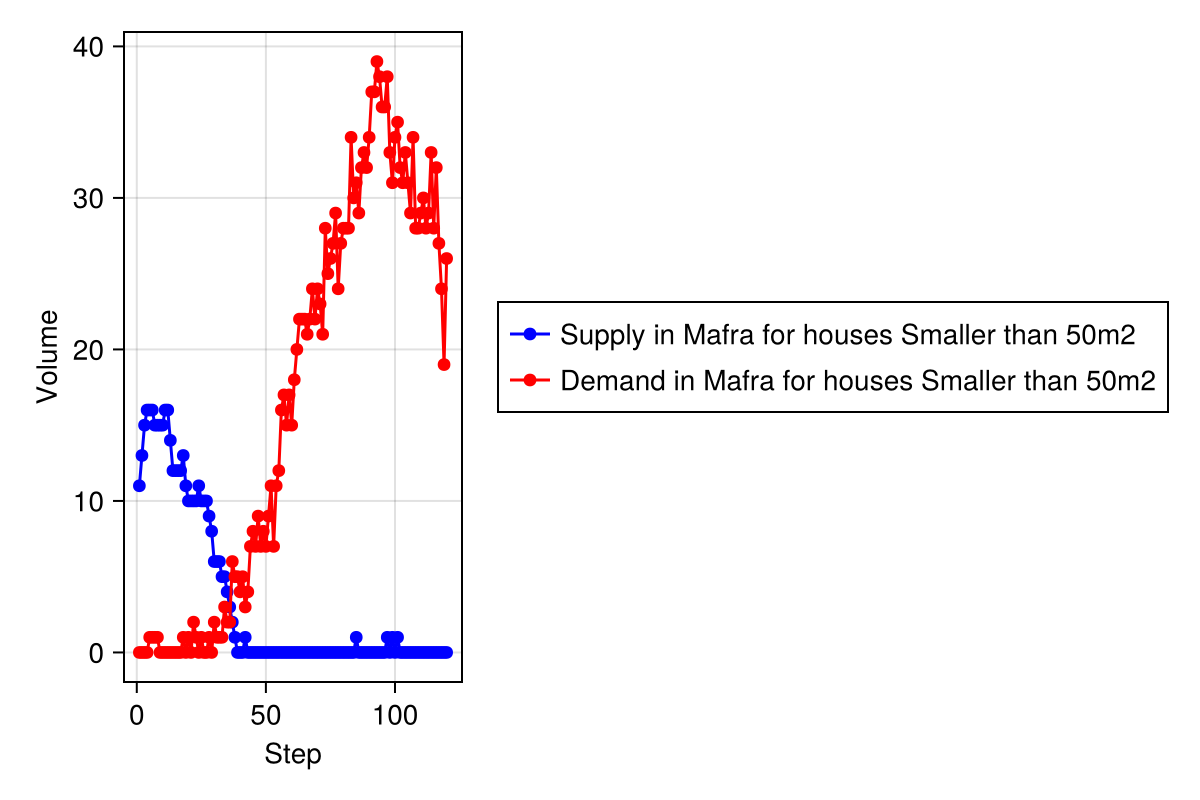 40
30
20
10
0
Volume
0 50 100
Step
Supply in Mafra for houses Smaller than 50m2
Demand in Mafra for houses Smaller than 50m2